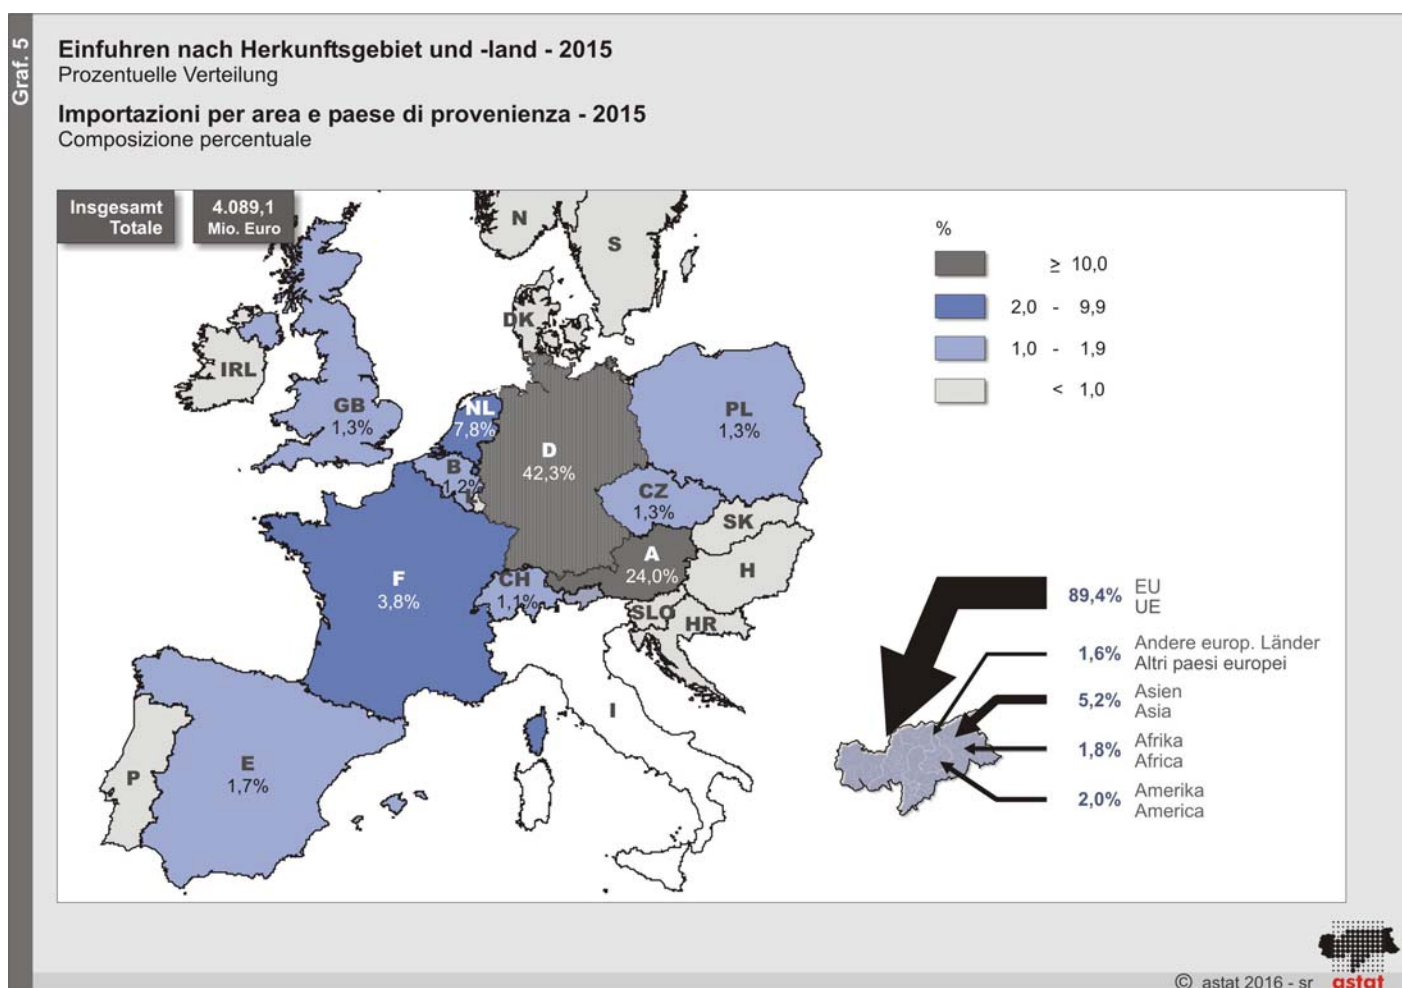 Graf. 5
Einfuhren nach Herkunftsgebiet und -land - 2015
Prozentuelle Verteilung
Importazioni per area e paese di provenienza - 2015
Composizione percentuale
Insgesamt
Totale
4.089,1
Mio. Euro
N
S
DK
IRL
GB
1,3%
NL
7,8%
B
1,2%
L
D
42,3%
PL
1,3%
CZ
1,3%
SK
A
24,0%
H
F
3,8%
CH
1,1%
SLO
HR
I
P
E
1,7%
%
≥ 10,0
2,0 - 9,9
1,0 - 1,9
< 1,0
89,4% EU
UE
1,6% Andere europ. Länder
Altri paesi europei
5,2% Asien
Asia
1,8% Afrika
Africa
2,0% Amerika
America
© astat 2016 - sr
astat